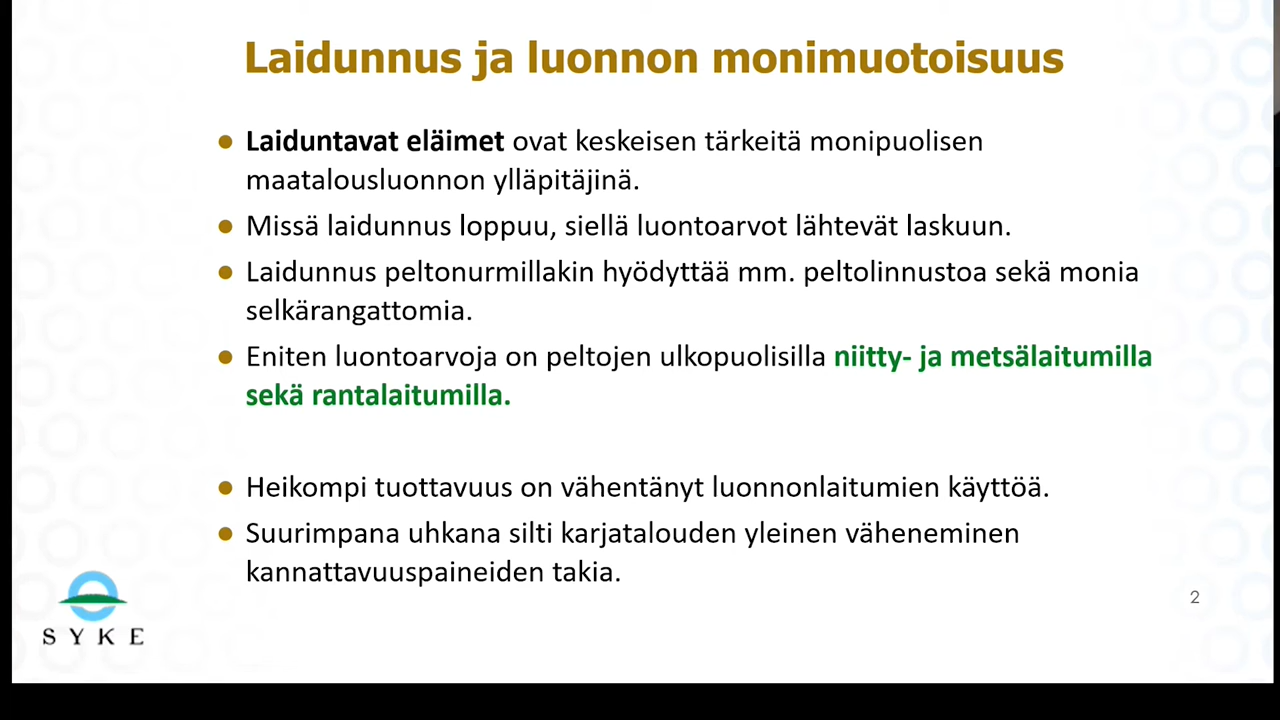 Laidunnus ja luonnon monimuotoisuus
● Laiduntavat eläimet ovat keskeisen tärkeitä monipuolisen
maatalousluonnon ylläpitäjinä.
● Missä laidunnus loppuu, siellä luontoarvot lähtevät laskuun.
● Laidunnus peltonurmillakin hyödyttää mm. peltolinnustoa sekä monia
selkärangattomia.
● Eniten luontoarvoja on peltojen ulkopuolisilla niitty- ja metsälaitumilla
sekä rantalaitumilla.
● Heikompi tuottavuus on vähentänyt luonnonlaitumien käyttöä.
● Suurimpana uhkana silti karjatalouden yleinen väheneminen
kannattavuuspaineiden takia.
2
SYKE